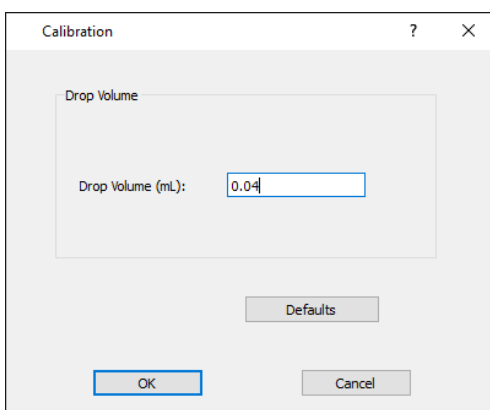 Calibration ?
Drop Volume
Drop Volume (mL): 0.04
Defaults
OK Cancel